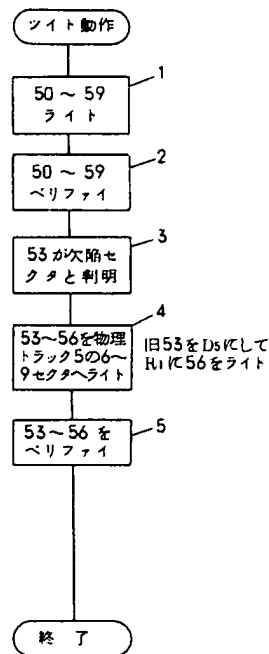 ツイト動作
1
50～59
ライト
2
50～59
ベリファイ
3
53が欠陥セ
クタと判明
4
53～56を物理
トラック5の6～
9セクタへライト
旧53をDsにして
R1に56をライト
5
53～56を
ベリファイ
終了